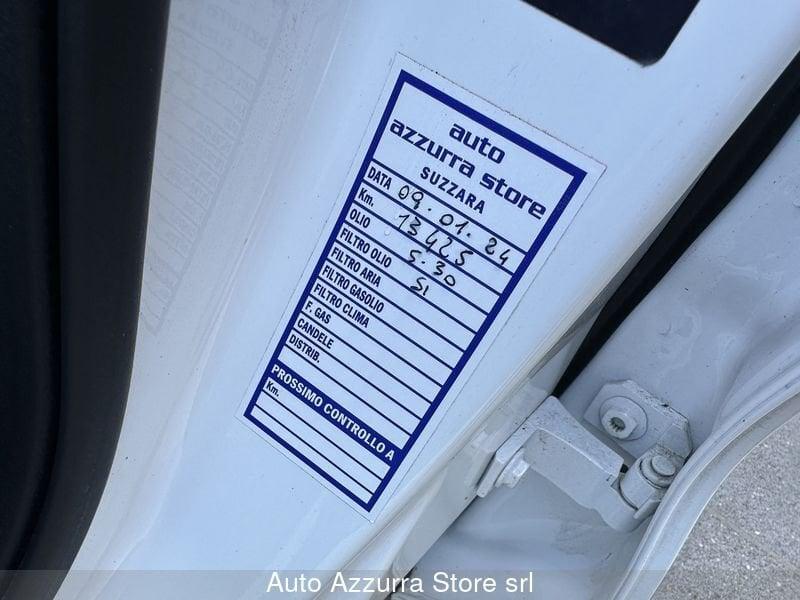 auto
azzurra store
SUZZARA
DATA 09.01.24
Km. 13425
OLIO 5.30
FILTRO OLIO SI
FILTRO ARIA
FILTRO GASOLIO
FILTRO CLIMA
F. GAS
CANDELE
DISTRIB.
PROSSIMO CONTROLLO A
Km.
Auto Azzurra Store srl